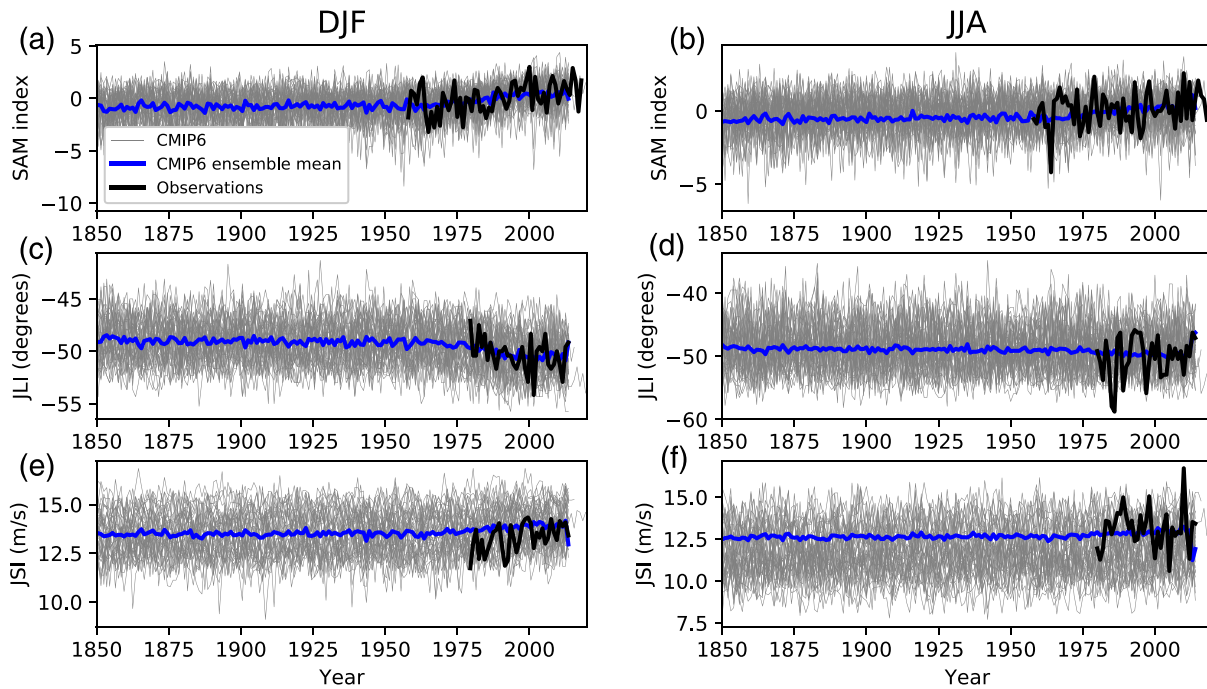 DJF
JJA
(a)
5
0
−5
−10
SAM index
CMIP6
CMIP6 ensemble mean
Observations
1850 1875 1900 1925 1950 1975 2000
(b)
0
−5
SAM index
1850 1875 1900 1925 1950 1975 2000
(c)
−45
−50
−55
JLI (degrees)
1850 1875 1900 1925 1950 1975 2000
(d)
−40
−50
−60
JLI (degrees)
1850 1875 1900 1925 1950 1975 2000
(e)
15.0
12.5
10.0
JSI (m/s)
1850 1875 1900 1925 1950 1975 2000
Year
(f)
15.0
12.5
10.0
7.5
JSI (m/s)
1850 1875 1900 1925 1950 1975 2000
Year